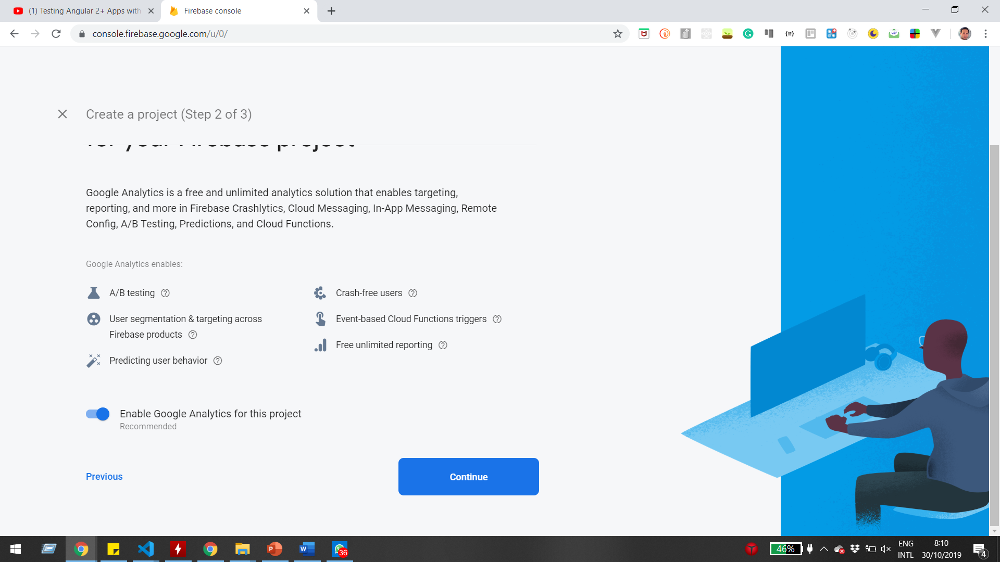 (1) Testing Angular 2+ Apps with
Firebase console
console.firebase.google.com/u/0/
Create a project (Step 2 of 3)
for your Firebase project
Google Analytics is a free and unlimited analytics solution that enables targeting,
reporting, and more in Firebase Crashlytics, Cloud Messaging, In-App Messaging, Remote
Config, A/B Testing, Predictions, and Cloud Functions.
Google Analytics enables:
A/B testing
User segmentation & targeting across
Firebase products
Predicting user behavior
Crash-free users
Event-based Cloud Functions triggers
Free unlimited reporting
Enable Google Analytics for this project
Recommended
Previous
Continue
36
46%
ENG
INTL
8:10
30/10/2019
4